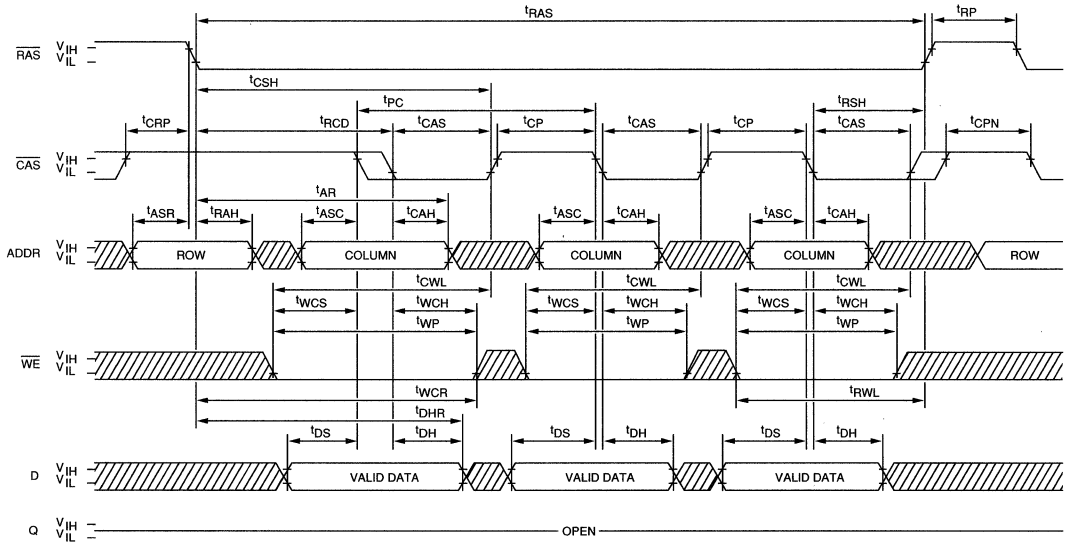 tRAS
tRP
RAS VIH VIL
tCSH
tPC
tRSH
tCRP tRCD tCAS tCP tCAS tCP tCAS tCPN
CAS VIH VIL
tAR
tASR tRAH tASC tCAH tASC tCAH tASC tCAH
ADDR VIH VIL ROW COLUMN COLUMN COLUMN ROW
tCWL tCWL tCWL
tWCS tWCH tWCS tWCH tWCS tWCH
tWP tWP tWP
WE VIH VIL
tWCR tRWL
tDHR
tDS tDH tDS tDH tDS tDH
D VIH VIL VALID DATA VALID DATA VALID DATA
Q VIH VIL OPEN